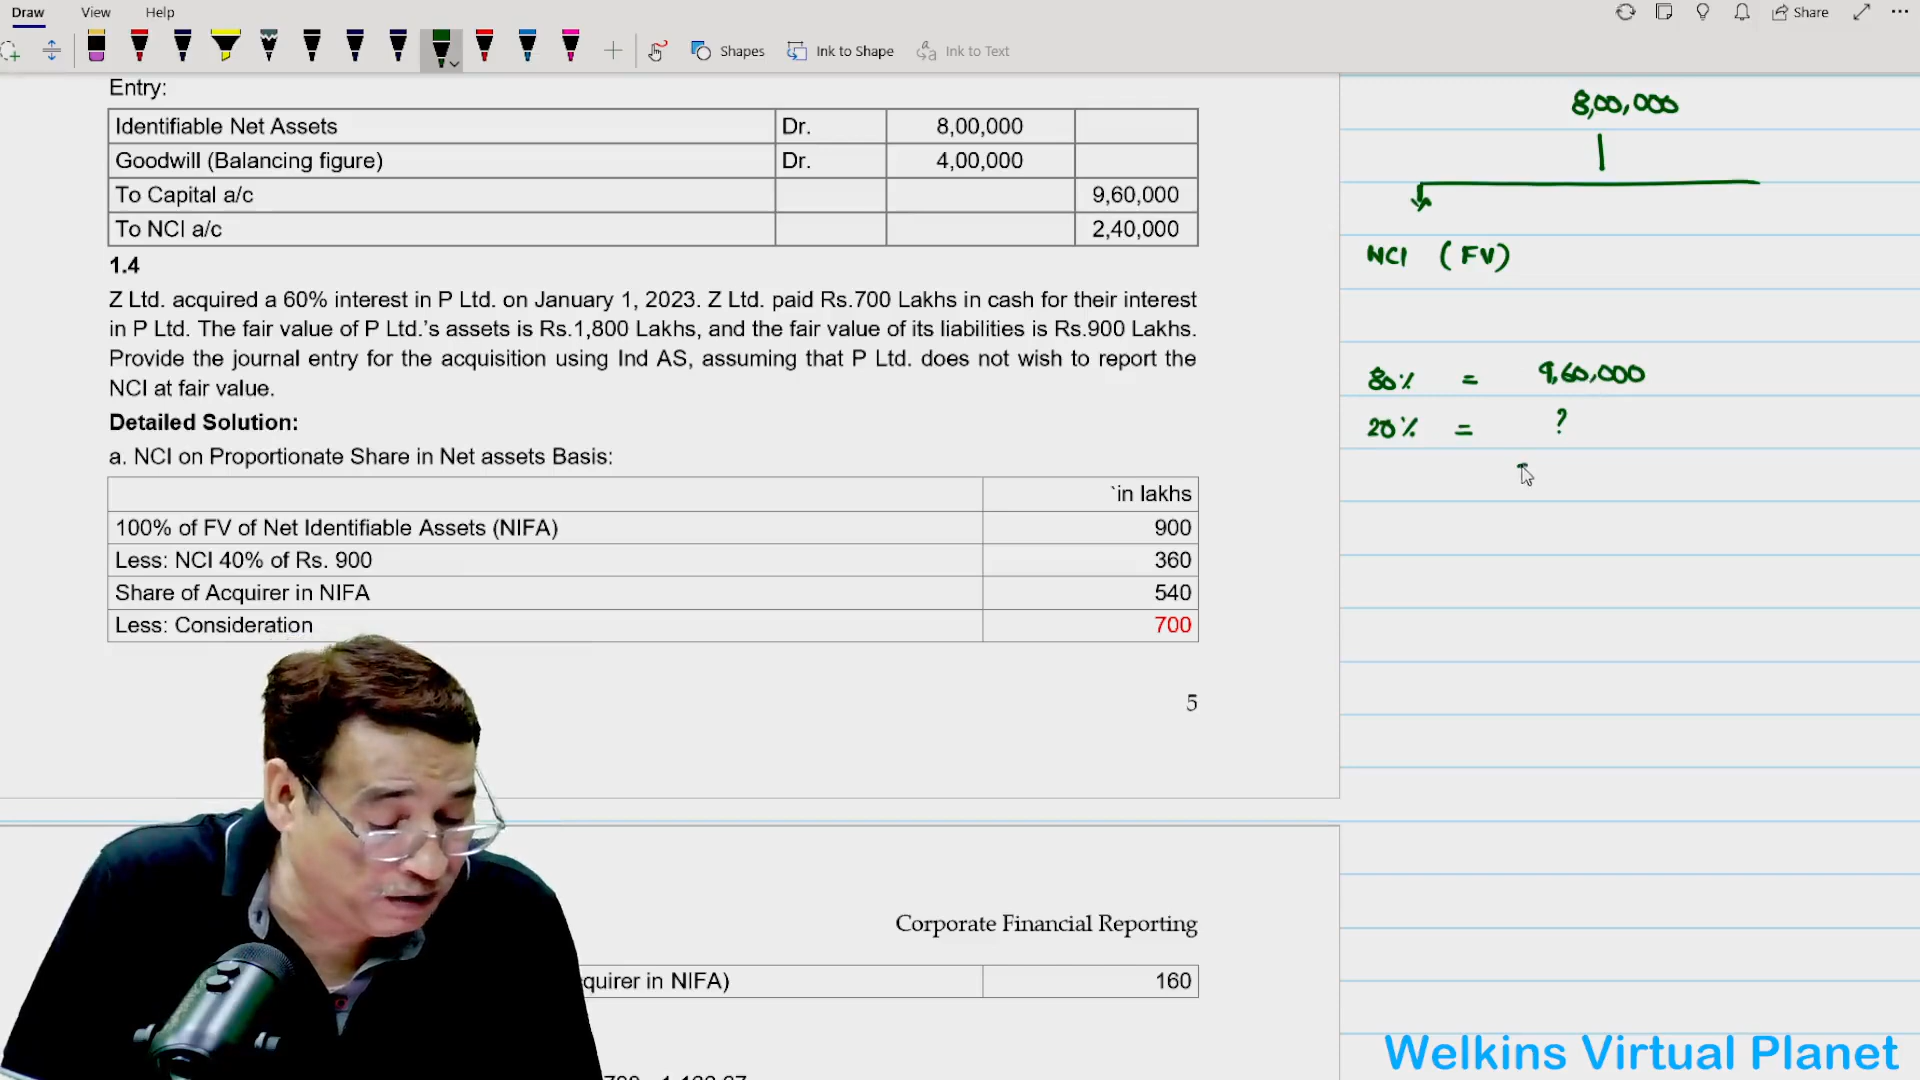 Draw View Help Share
Shapes Ink to Shape Ink to Text
Entry:
Identifiable Net Assets Dr. 8,00,000
Goodwill (Balancing figure) Dr. 4,00,000
To Capital a/c 9,60,000
To NCI a/c 2,40,000
1.4
Z Ltd. acquired a 60% interest in P Ltd. on January 1, 2023. Z Ltd. paid Rs.700 Lakhs in cash for their interest
in P Ltd. The fair value of P Ltd.'s assets is Rs.1,800 Lakhs, and the fair value of its liabilities is Rs.900 Lakhs.
Provide the journal entry for the acquisition using Ind AS, assuming that P Ltd. does not wish to report the
NCI at fair value.
Detailed Solution:
a. NCI on Proportionate Share in Net assets Basis:
`in lakhs
100% of FV of Net Identifiable Assets (NIFA) 900
Less: NCI 40% of Rs. 900 360
Share of Acquirer in NIFA 540
Less: Consideration 700
5
Corporate Financial Reporting
quirer in NIFA) 160
8,00,000
NCI (FV)
80% = 9,60,000
20% = ?
Welkins Virtual Planet